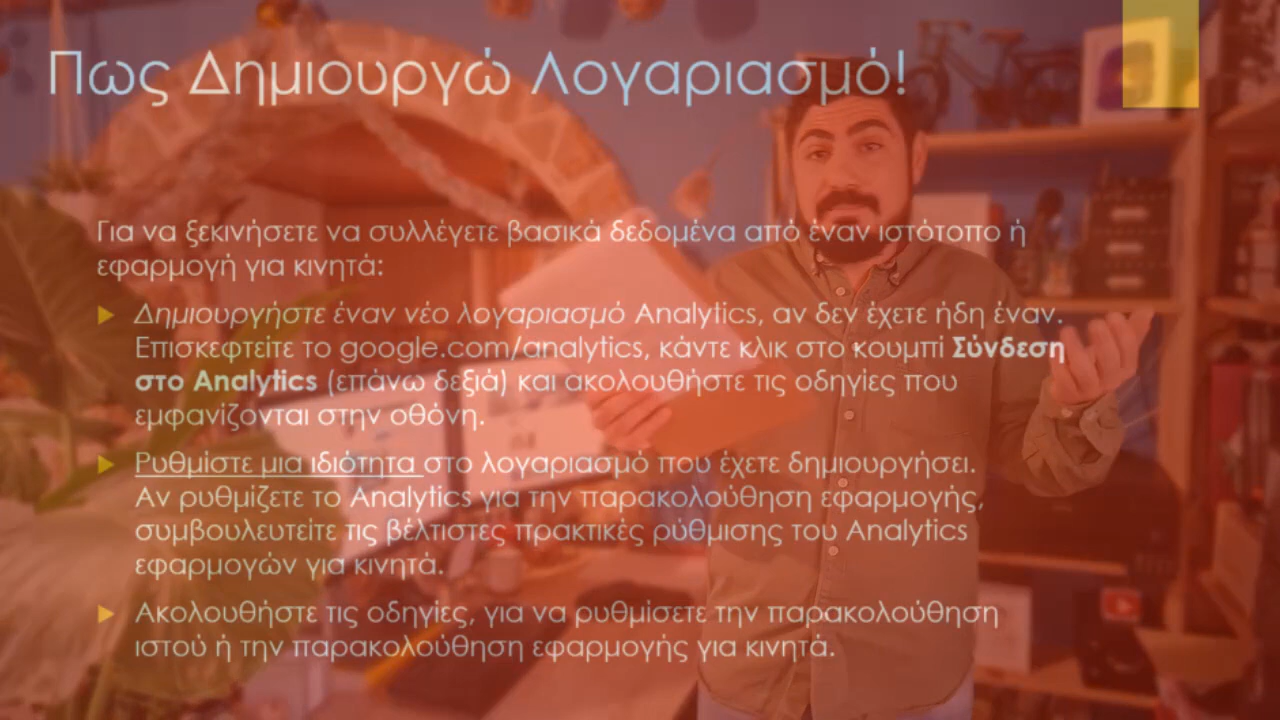 Πως Δημιουργώ Λογαριασμό!
Για να ξεκινήσετε να συλλέγετε βασικά δεδομένα από έναν ιστότοπο ή
εφαρμογή για κινητά:
Δημιουργήστε έναν νέο λογαριασμό Analytics, αν δεν έχετε ήδη έναν.
Επισκεφτείτε το google.com/analytics, κάντε κλικ στο κουμπί Σύνδεση
στο Analytics (επάνω δεξιά) και ακολουθήστε τις οδηγίες που
εμφανίζονται στην οθόνη.
Ρυθμίστε μια ιδιότητα στο λογαριασμό που έχετε δημιουργήσει.
Αν ρυθμίζετε το Analytics για την παρακολούθηση εφαρμογής,
συμβουλευτείτε τις βέλτιστες πρακτικές ρύθμισης του Analytics
εφαρμογών για κινητά.
Ακολουθήστε τις οδηγίες, για να ρυθμίσετε την παρακολούθηση
ιστού ή την παρακολούθηση εφαρμογής για κινητά.